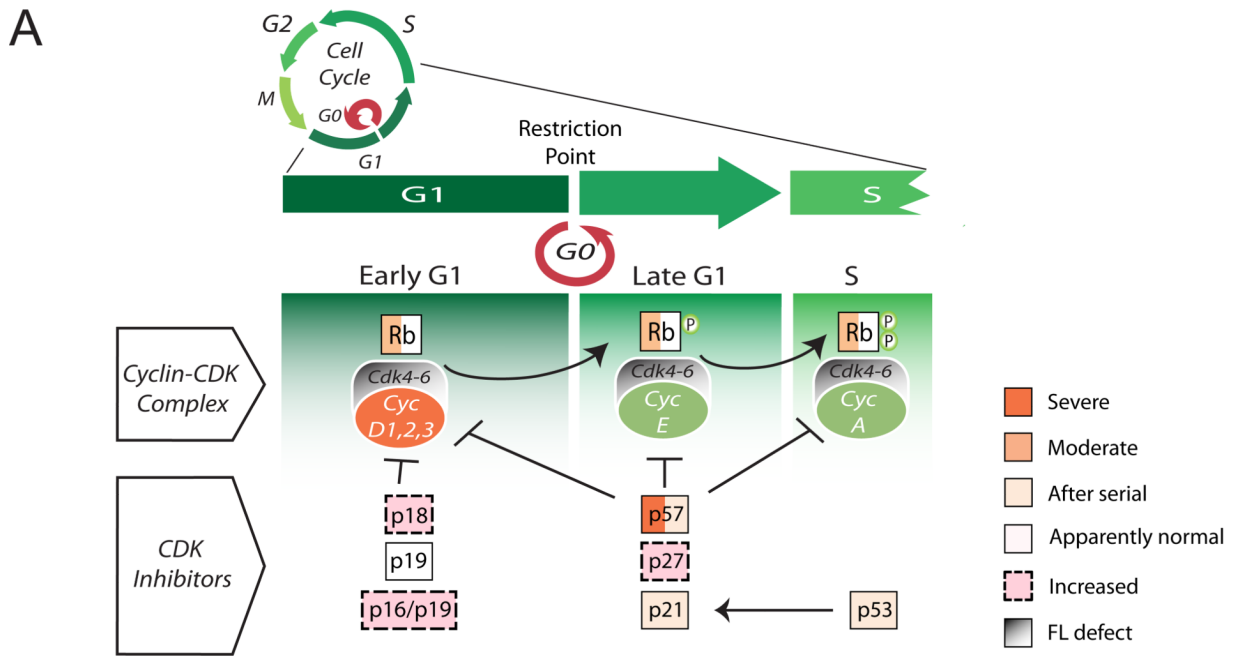 A
G2
S
Cell
Cycle
M
G0
G1
Restriction
Point
G1
S
G0
Early G1
Late G1
S
Cyclin-CDK
Complex
Rb
Rb
P
Rb
P
P
Cdk4-6
Cdk4-6
Cdk4-6
Cyc
D1,2,3
Cyc
E
Cyc
A
CDK
Inhibitors
p18
p57
p19
p27
p16/p19
p21
p53
Severe
Moderate
After serial
Apparently normal
Increased
FL defect